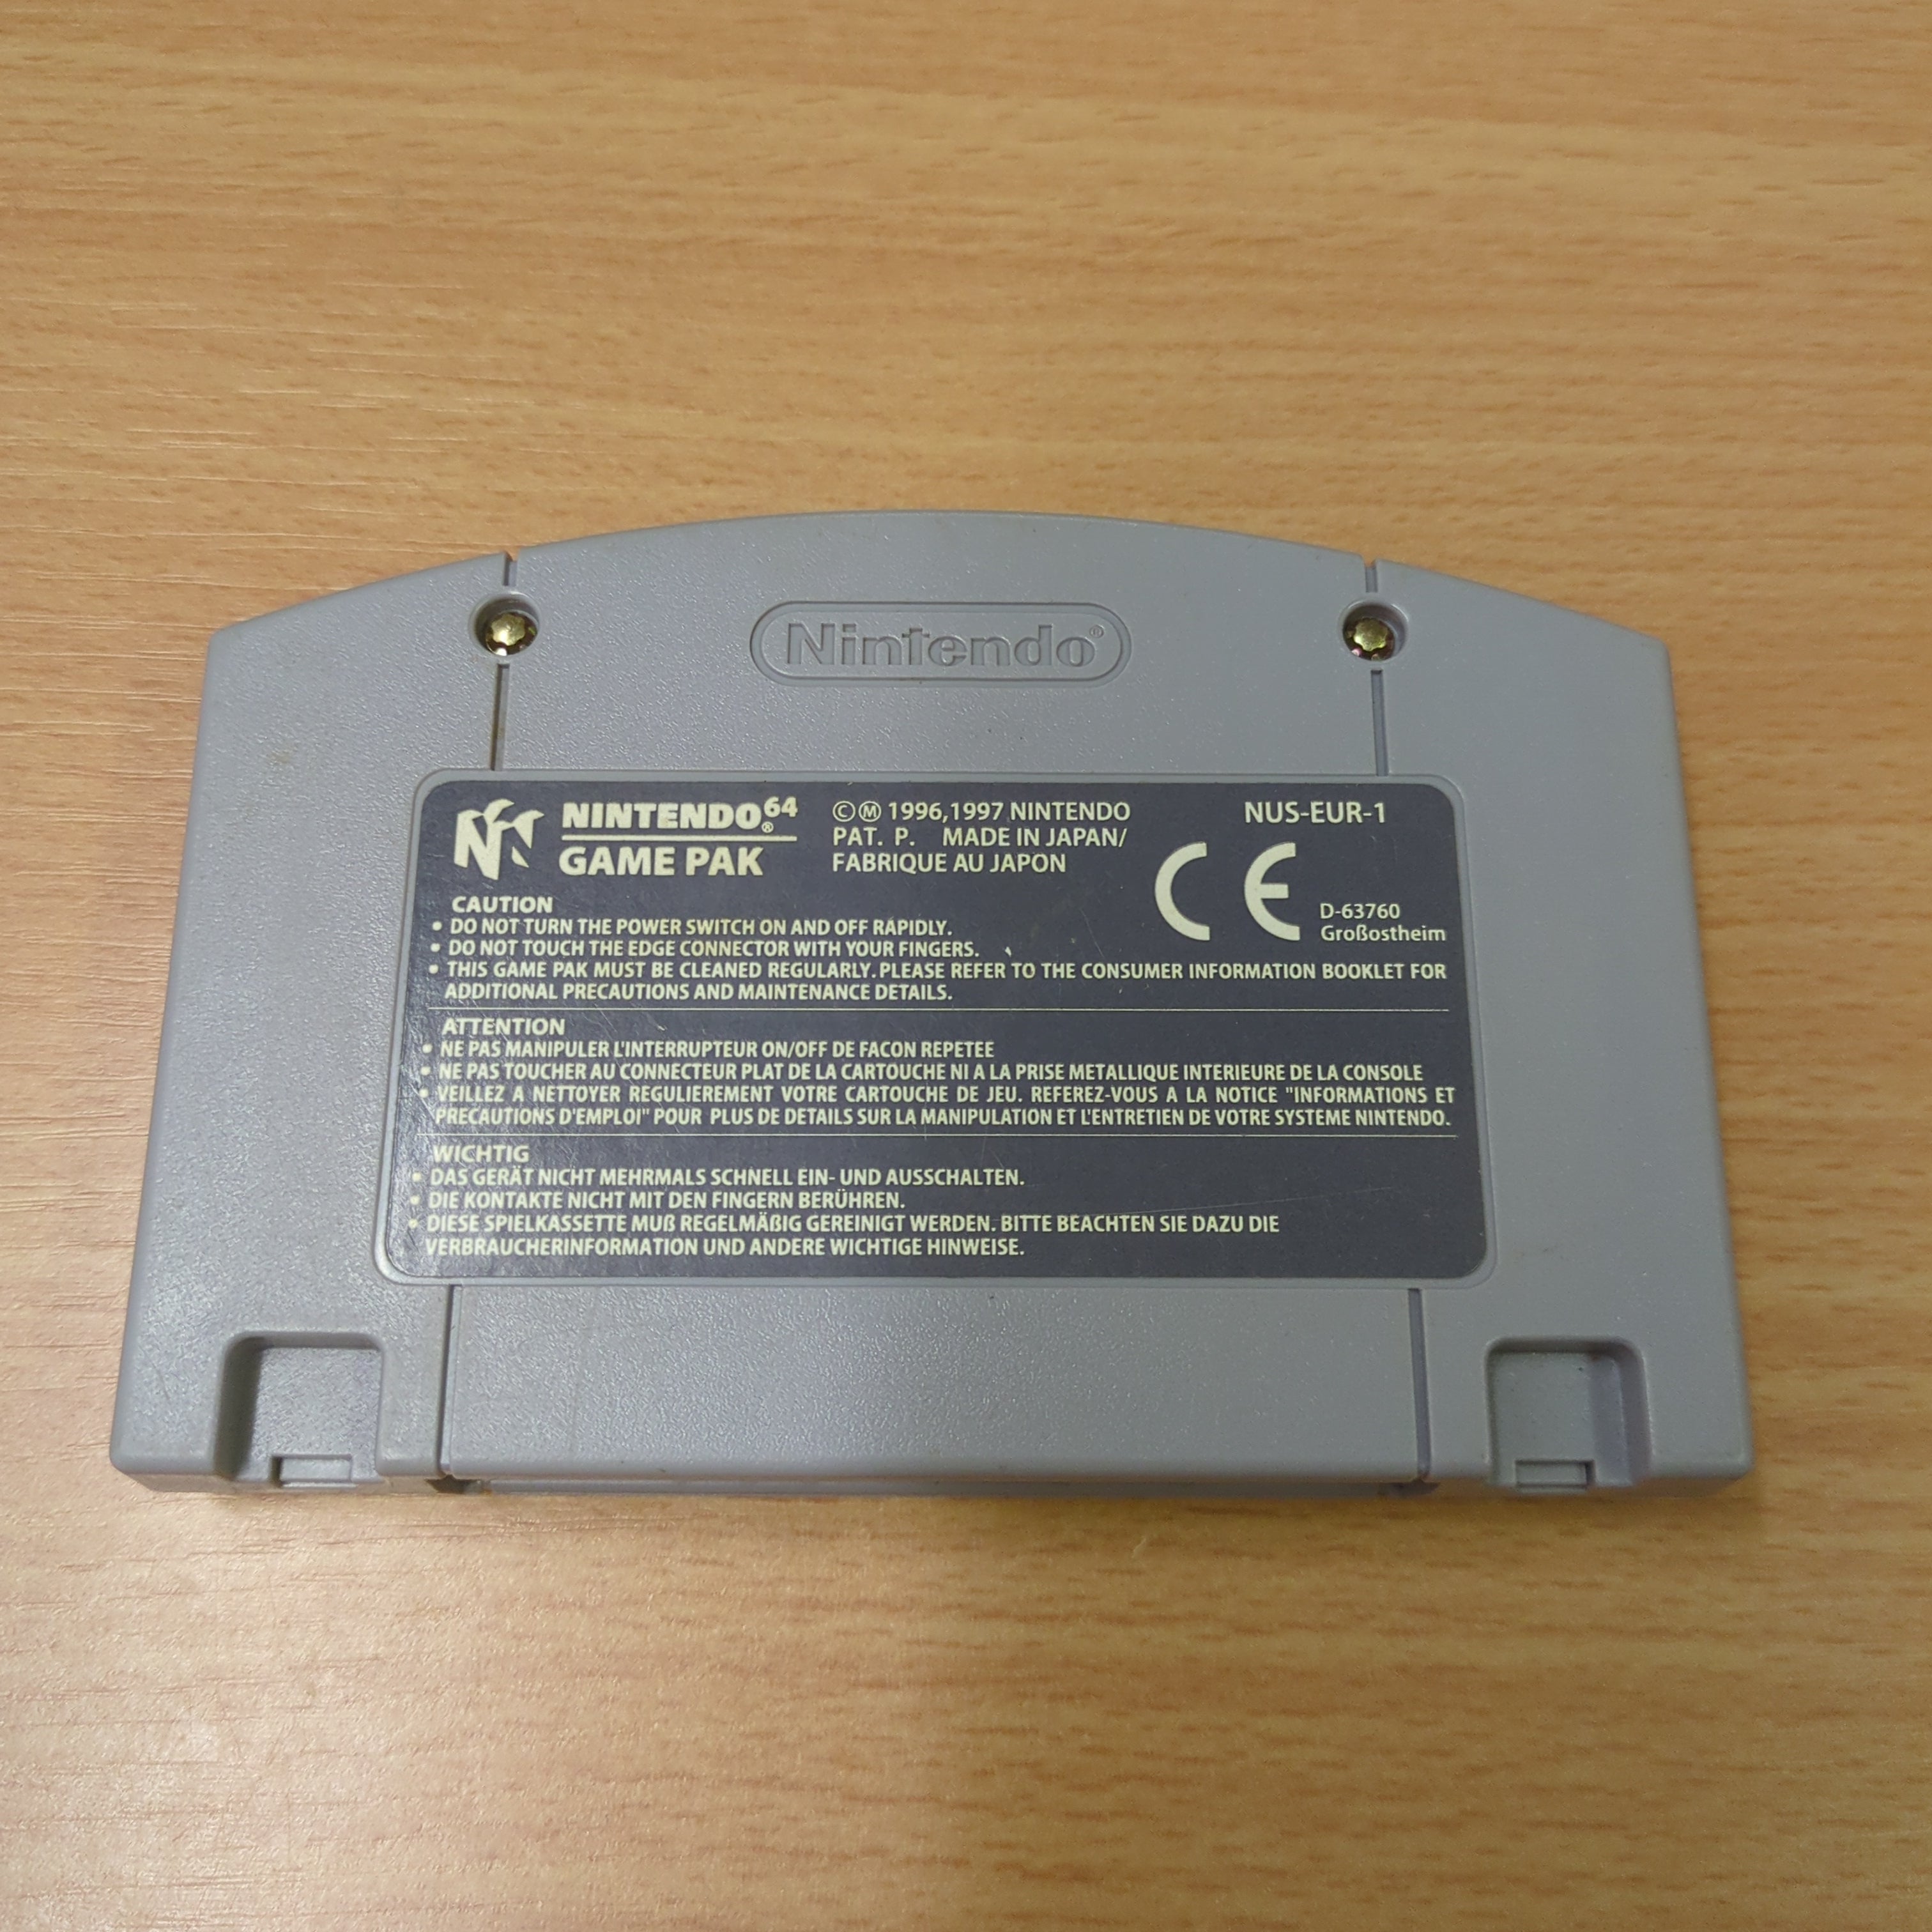 Nintendo®
NINTENDO®64
GAME PAK
©Ⓜ 1996,1997 NINTENDO
PAT. P. MADE IN JAPAN/
FABRIQUE AU JAPON
NUS-EUR-1
CE
D-63760
Großostheim
CAUTION
• DO NOT TURN THE POWER SWITCH ON AND OFF RAPIDLY.
• DO NOT TOUCH THE EDGE CONNECTOR WITH YOUR FINGERS.
• THIS GAME PAK MUST BE CLEANED REGULARLY. PLEASE REFER TO THE CONSUMER INFORMATION BOOKLET FOR
ADDITIONAL PRECAUTIONS AND MAINTENANCE DETAILS.
ATTENTION
• NE PAS MANIPULER L'INTERRUPTEUR ON/OFF DE FACON REPETEE
• NE PAS TOUCHER AU CONNECTEUR PLAT DE LA CARTOUCHE NI A LA PRISE METALLIQUE INTERIEURE DE LA CONSOLE
• VEILLEZ A NETTOYER REGULIEREMENT VOTRE CARTOUCHE DE JEU. REFEREZ-VOUS A LA NOTICE "INFORMATIONS ET
PRECAUTIONS D'EMPLOI" POUR PLUS DE DETAILS SUR LA MANIPULATION ET L'ENTRETIEN DE VOTRE SYSTEME NINTENDO.
WICHTIG
• DAS GERÄT NICHT MEHRMALS SCHNELL EIN- UND AUSSCHALTEN.
• DIE KONTAKTE NICHT MIT DEN FINGERN BERÜHREN.
• DIESE SPIELKASSETTE MUß REGELMÄßIG GEREINIGT WERDEN. BITTE BEACHTEN SIE DAZU DIE
VERBRAUCHERINFORMATION UND ANDERE WICHTIGE HINWEISE.